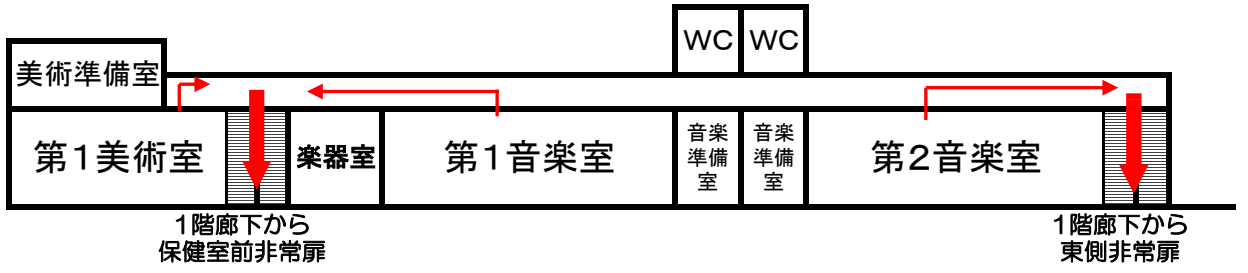 WC
WC
美術準備室
第1美術室
楽器室
第1音楽室
音楽
準備
室
音楽
準備
室
第2音楽室
1階廊下から
保健室前非常扉
1階廊下から
東側非常扉